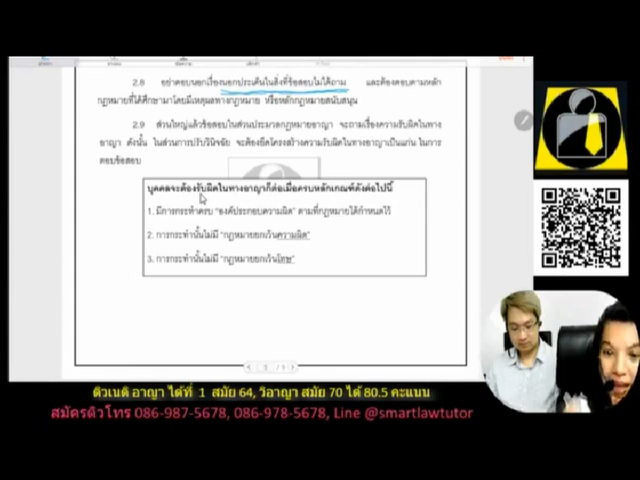 2.8 อย่าตอบนอกเรื่องนอกประเด็นในสิ่งที่ข้อสอบไม่ได้ถาม และต้องตอบตามหลัก
กฎหมายที่ได้ศึกษามาโดยมีเหตุผลทางกฎหมาย หรือหลักกฎหมายสนับสนุน
2.9 ส่วนใหญ่แล้วข้อสอบในส่วนประมวลกฎหมายอาญา จะถามเรื่องความรับผิดในทาง
อาญา ดังนั้น ในส่วนการปรับวินิจฉัย จะต้องยึดโครงสร้างความรับผิดในทางอาญาเป็นแก่น ในการ
ตอบข้อสอบ
บุคคลจะต้องรับผิดในทางอาญาก็ต่อเมื่อครบหลักเกณฑ์ดังต่อไปนี้
1. มีการกระทำครบ "องค์ประกอบความผิด" ตามที่กฎหมายได้กำหนดไว้
2. การกระทำนั้นไม่มี "กฎหมายยกเว้นความผิด"
3. การกระทำนั้นไม่มี "กฎหมายยกเว้นโทษ"
ติวเนติ อาญา ได้ที่ 1 สมัย 64, วิอาญา สมัย 70 ได้ 80.5 คะแนน
สมัครติวโทร 086-987-5678, 086-978-5678, Line @smartlawtutor